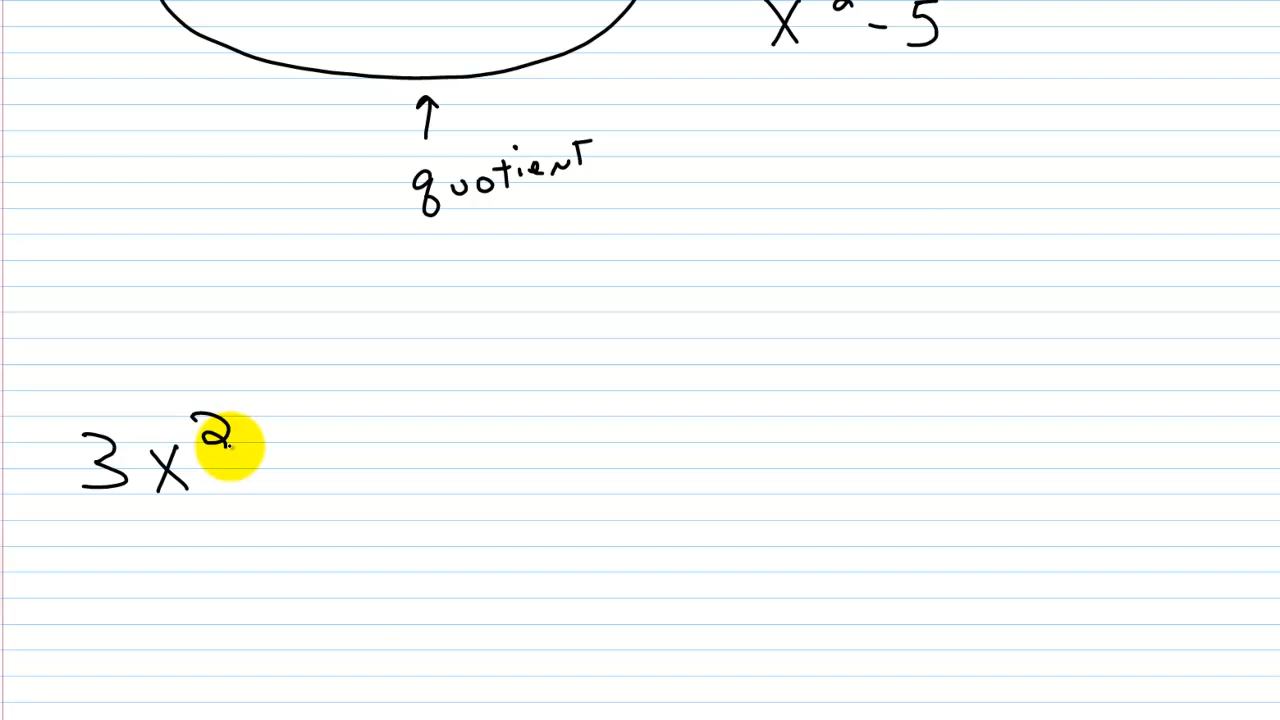 x² - 5
quotient
3x²